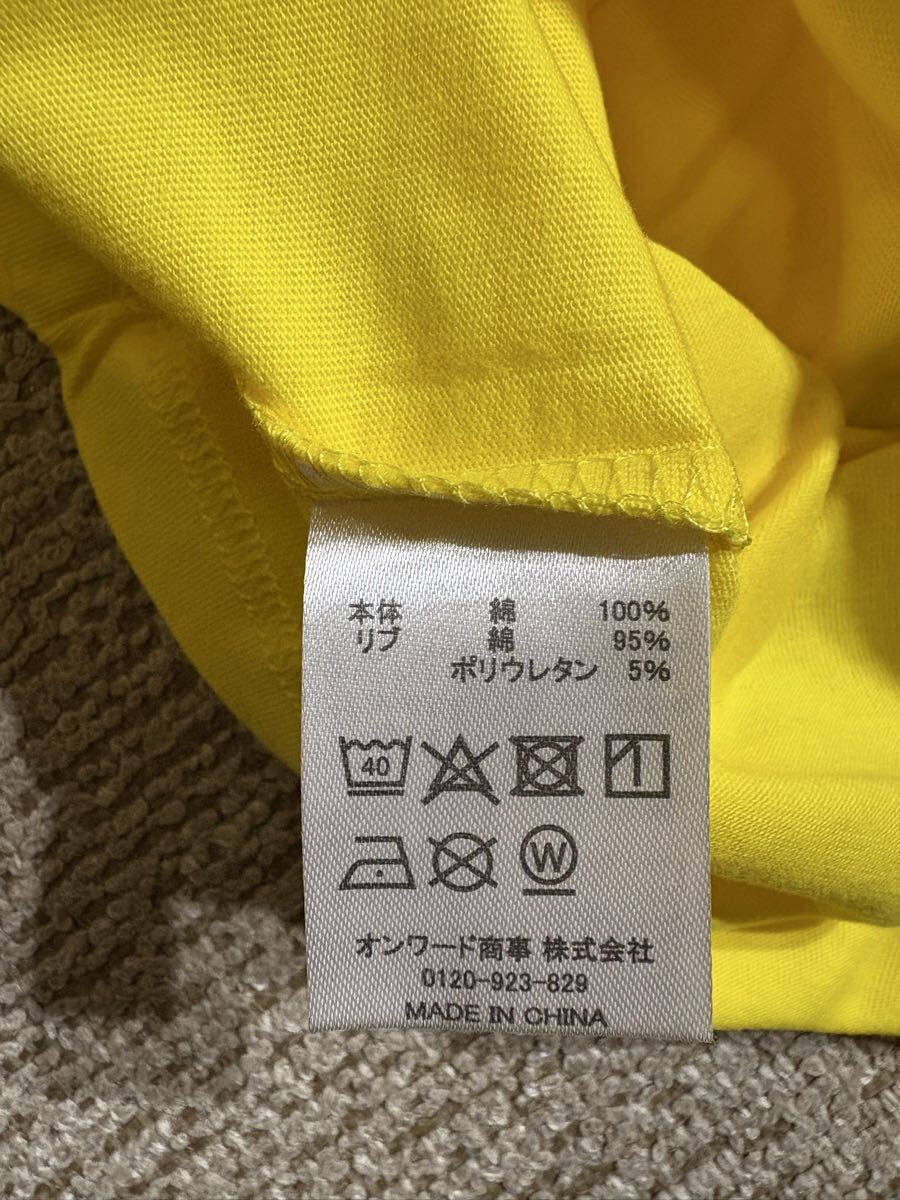 本体 綿 100%
リブ 綿 95%
ポリウレタン 5%
40
W
オンワード商事 株式会社
0120-923-829
MADE IN CHINA